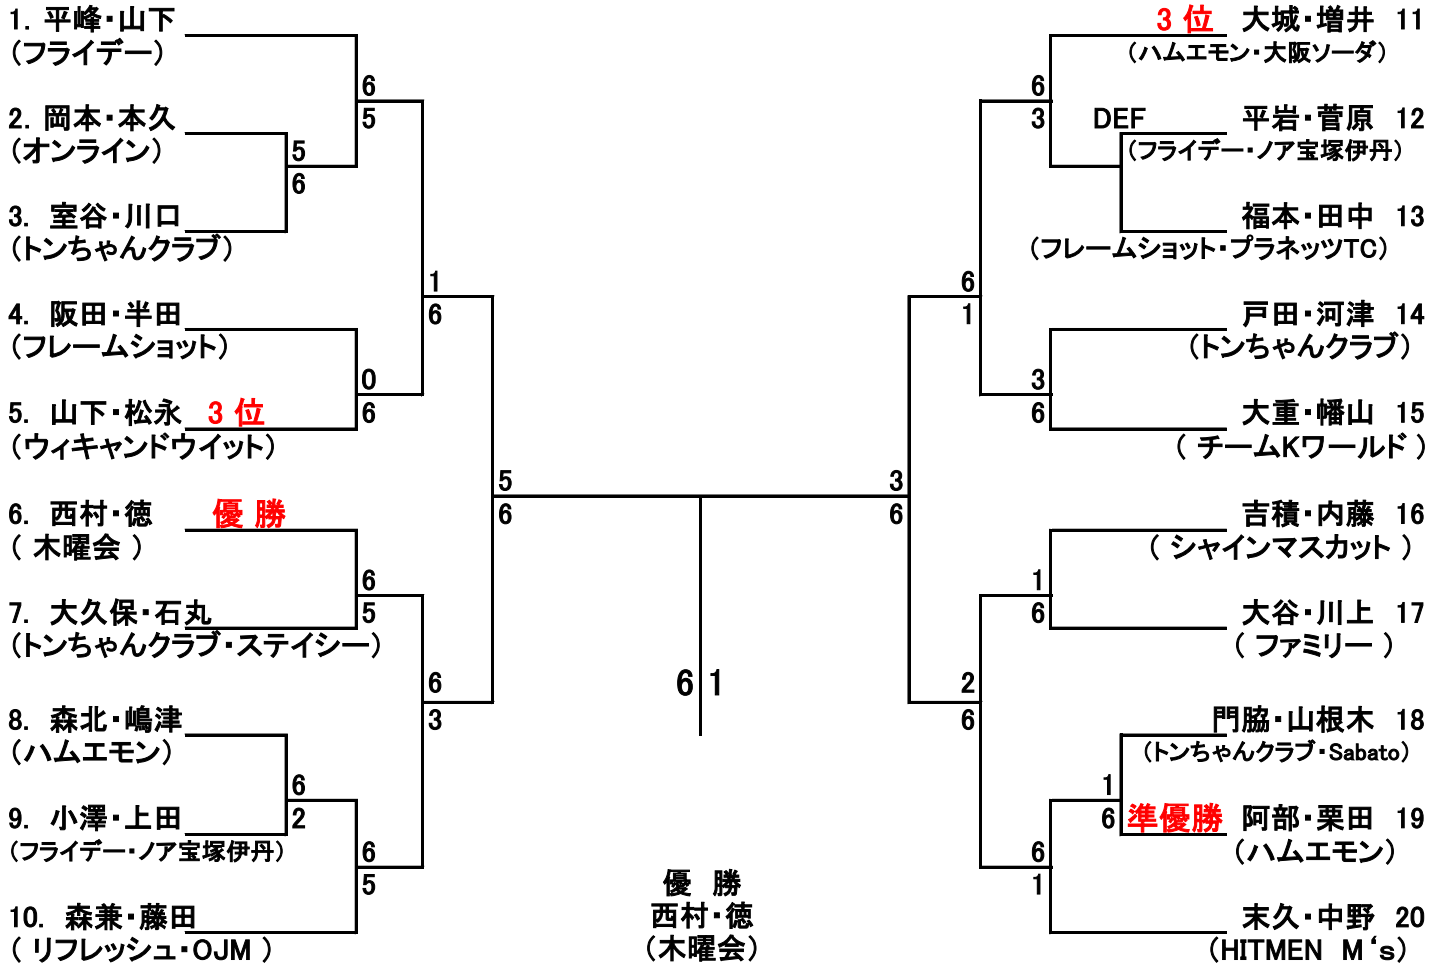 1. 平峰・山下
(フライデー)
6
5
2. 岡本・本久
(オンライン)
5
6
3. 室谷・川口
(トンちゃんクラブ)
1
6
4. 阪田・半田
(フレームショット)
0
6
5. 山下・松永 3 位
(ウィキャンドウイット)
5
6
6. 西村・徳 優 勝
( 木曜会 )
6
5
7. 大久保・石丸
(トンちゃんクラブ・ステイシー)
6
3
8. 森北・嶋津
(ハムエモン)
6
2
9. 小澤・上田
(フライデー・ノア宝塚伊丹)
6
5
10. 森兼・藤田
( リフレッシュ・OJM )
6 1
優 勝
西村・徳
(木曜会)
3 位 大城・増井 11
(ハムエモン・大阪ソーダ)
6
3
DEF 平岩・菅原 12
(フライデー・ノア宝塚伊丹)
福本・田中 13
(フレームショット・プラネッツTC)
6
1
戸田・河津 14
(トンちゃんクラブ)
3
6
大重・幡山 15
( チームKワールド )
3
6
吉積・内藤 16
( シャインマスカット )
1
6
大谷・川上 17
( ファミリー )
2
6
門脇・山根木 18
(トンちゃんクラブ・Sabato)
1
6
準優勝 阿部・栗田 19
(ハムエモン)
6
1
末久・中野 20
(HITMEN M‘s)